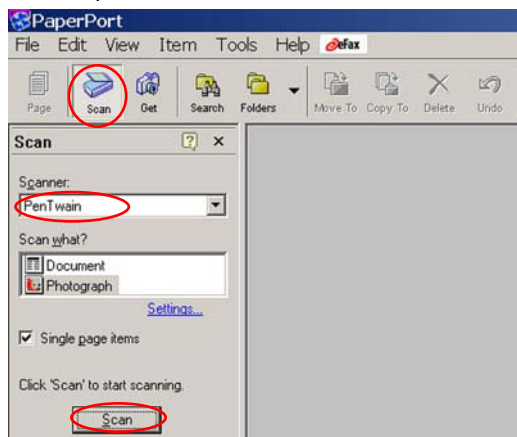 PaperPort
File Edit View Item Tools Help eFax
Page Scan Get Search Folders Move To Copy To Delete Undo
Scan
Scanner:
PenTwain
Scan what?
Document
Photograph
Settings...
Single page items
Click 'Scan' to start scanning.
Scan